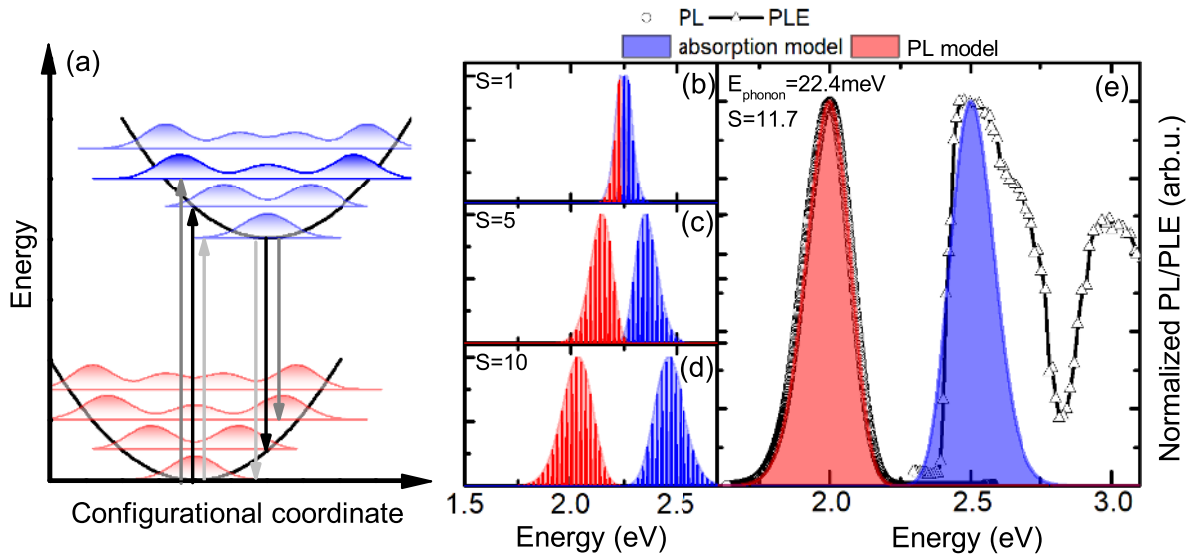 PL PLE
absorption model PL model
(a)
Energy
Configurational coordinate
S=1
(b)
S=5
(c)
S=10
(d)
1.5 2.0 2.5
Energy (eV)
E_phonon=22.4meV
S=11.7
(e)
2.0 2.5 3.0
Energy (eV)
Normalized PL/PLE (arb.u.)